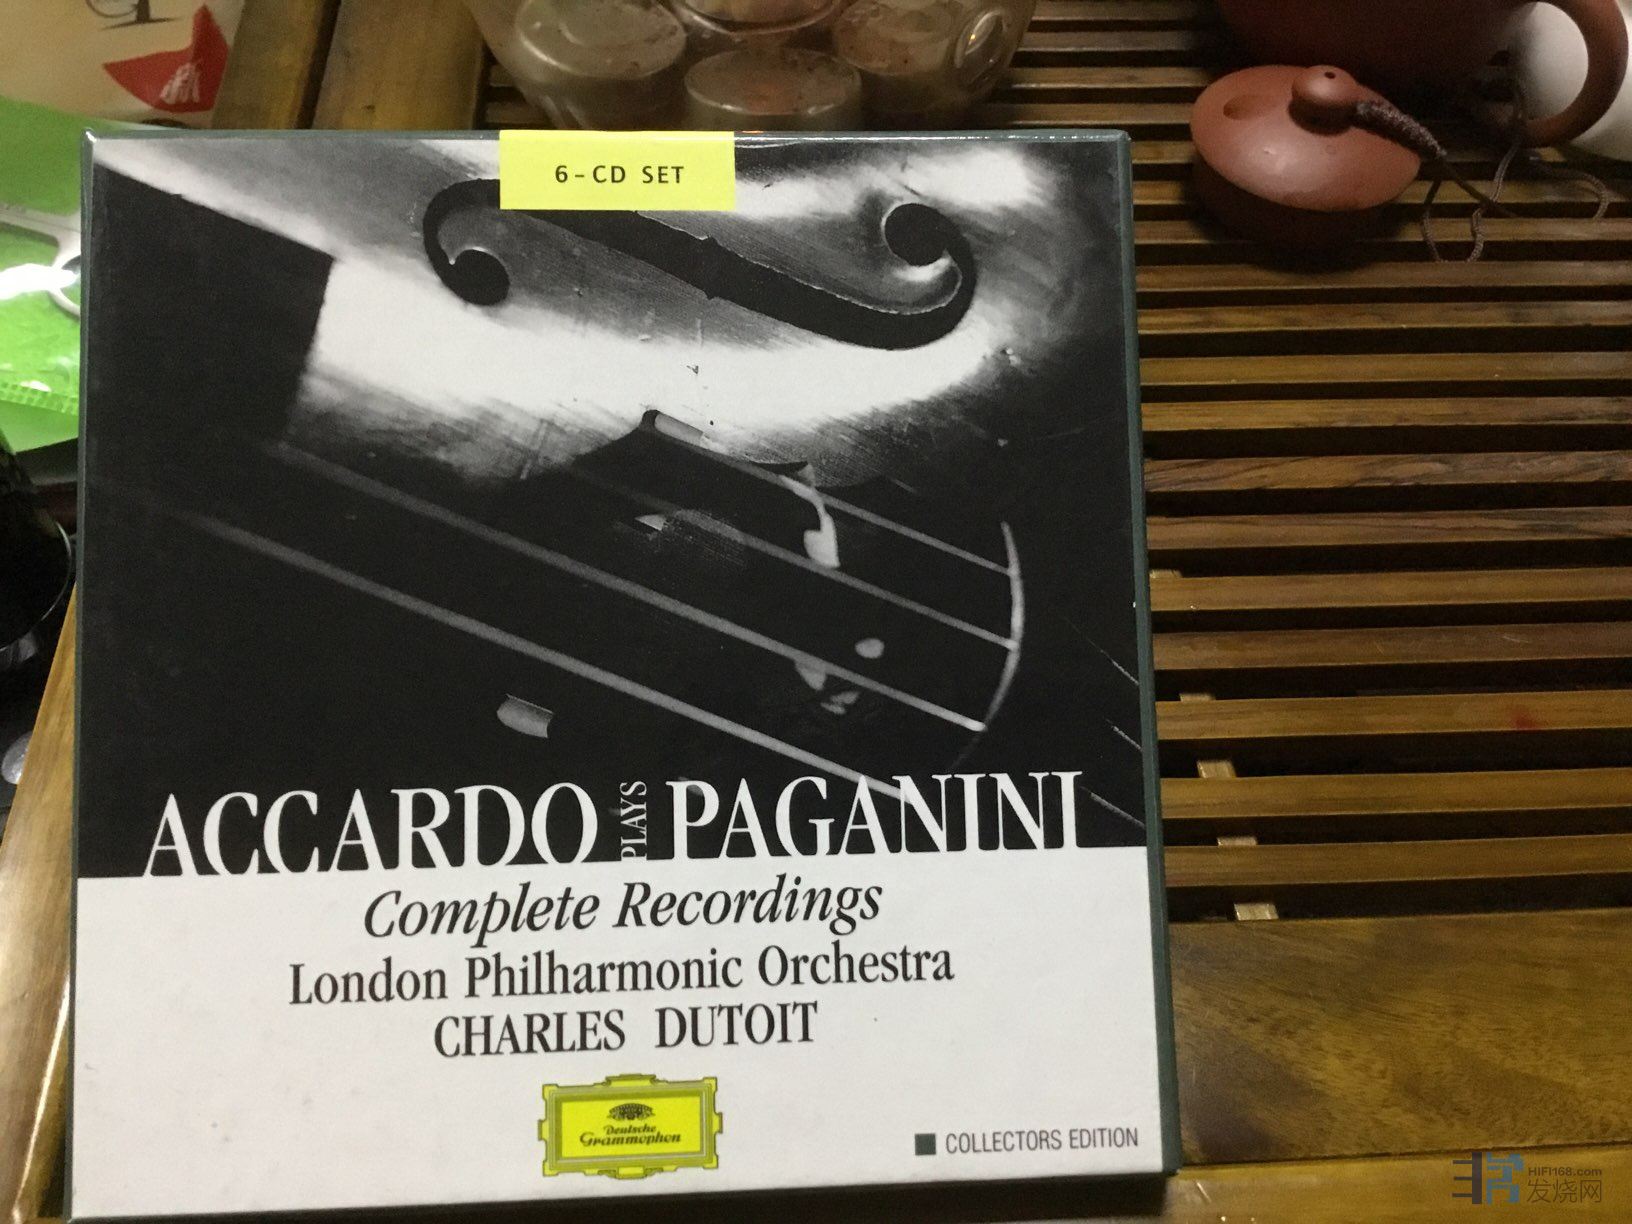 6-CD SET
ACCARDO PLAYS PAGANINI
Complete Recordings
London Philharmonic Orchestra
CHARLES DUTOIT
Deutsche
Grammophon
COLLECTORS EDITION
HIFI168.com
发烧网